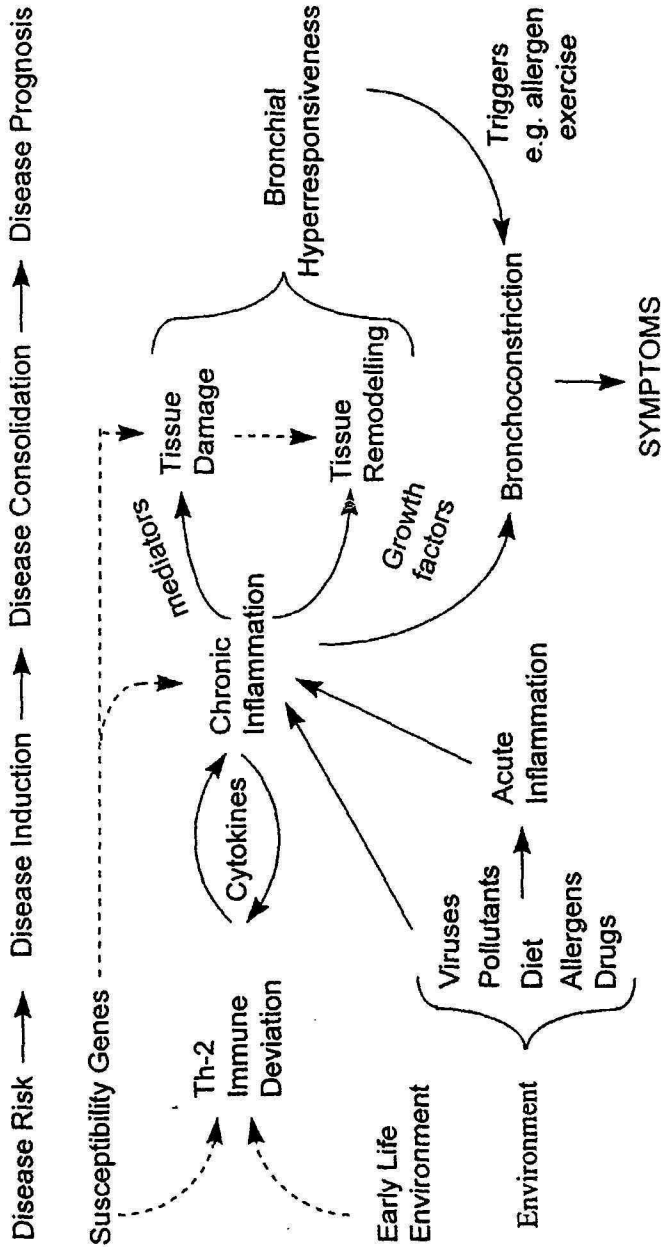 Disease Risk → Disease Induction → Disease Consolidation → Disease Prognosis
Susceptibility Genes
Th-2
Immune
Deviation
Cytokines
Chronic
Inflammation
mediators
Tissue
Damage
Tissue
Remodelling
Growth
factors
Bronchial
Hyperresponsiveness
Early Life
Environment
Environment
Viruses
Pollutants
Diet
Allergens
Drugs
Acute
Inflammation
Bronchoconstriction
Triggers
e.g. allergen
exercise
SYMPTOMS